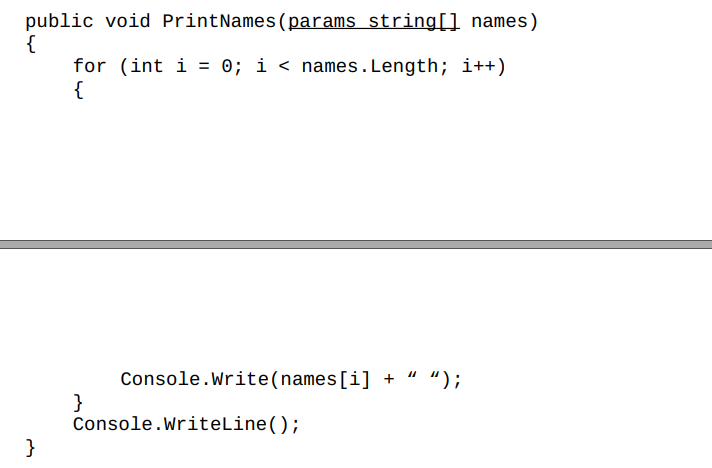 public void PrintNames(params string[] names)
{
for (int i = 0; i < names.Length; i++)
{
Console.Write(names[i] + “ “);
}
Console.WriteLine();
}